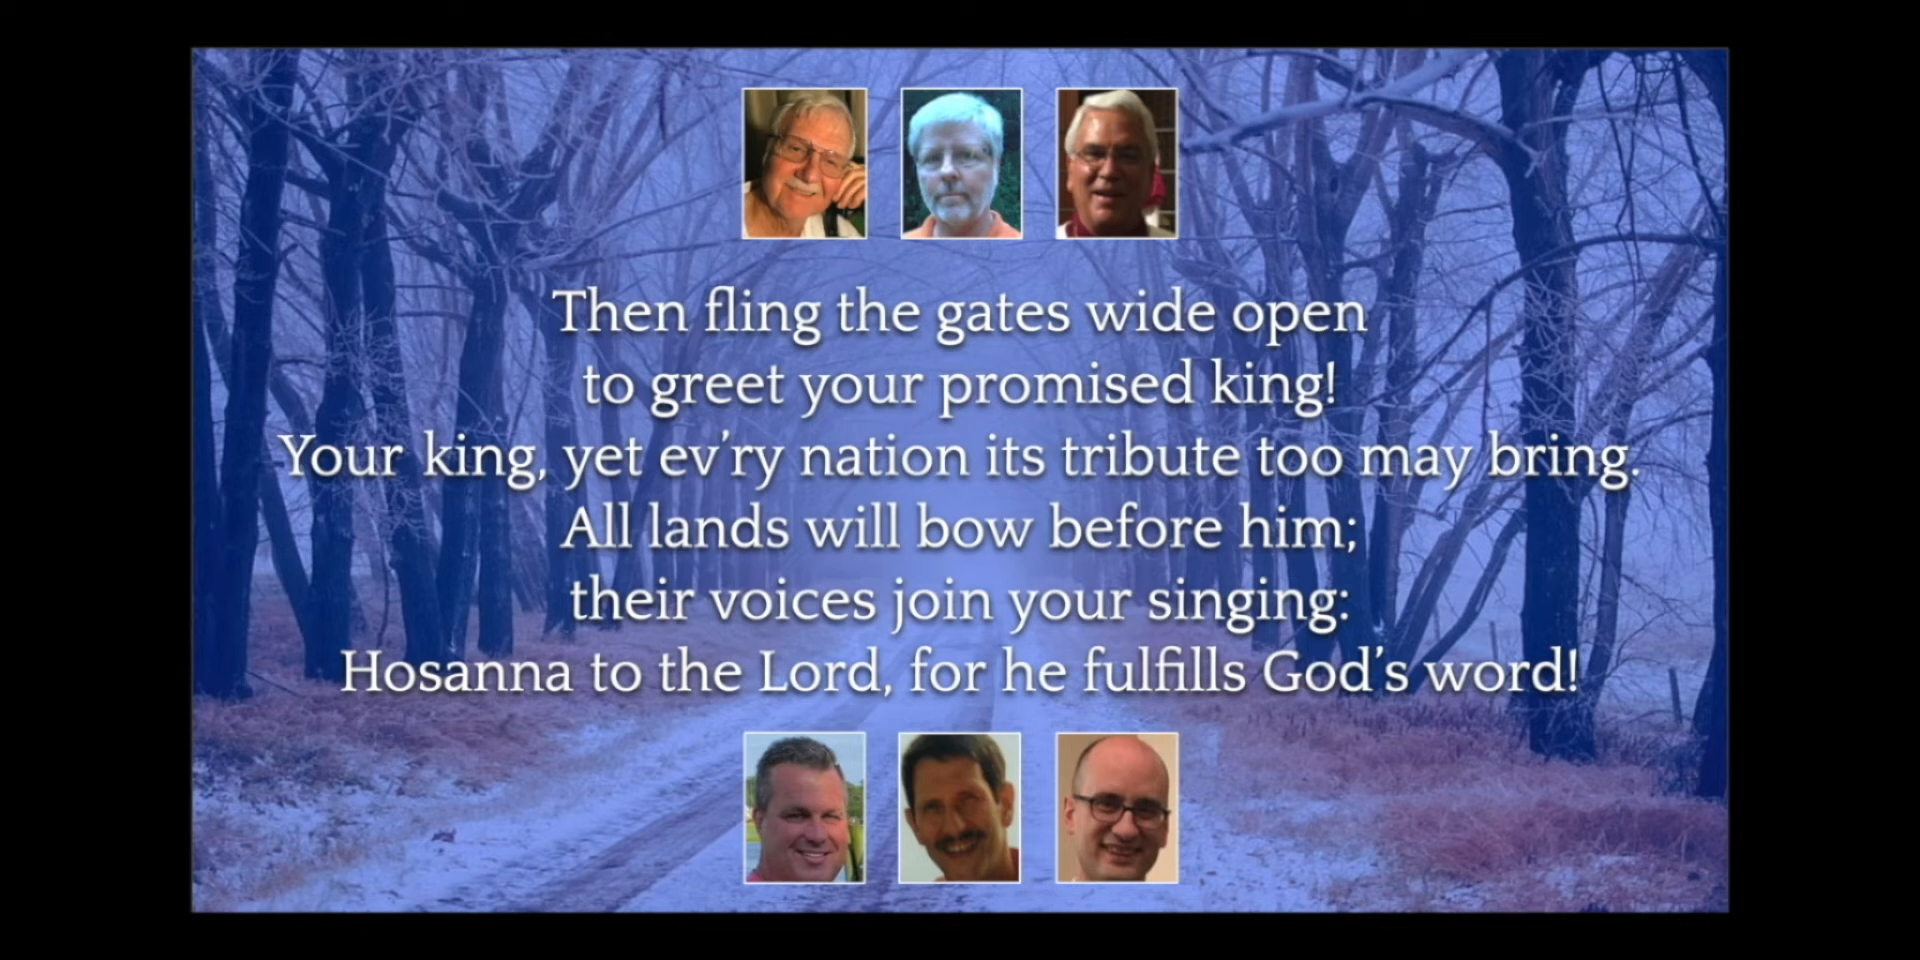 Then fling the gates wide open
to greet your promised king!
Your king, yet ev’ry nation its tribute too may bring.
All lands will bow before him;
their voices join your singing:
Hosanna to the Lord, for he fulfills God’s word!